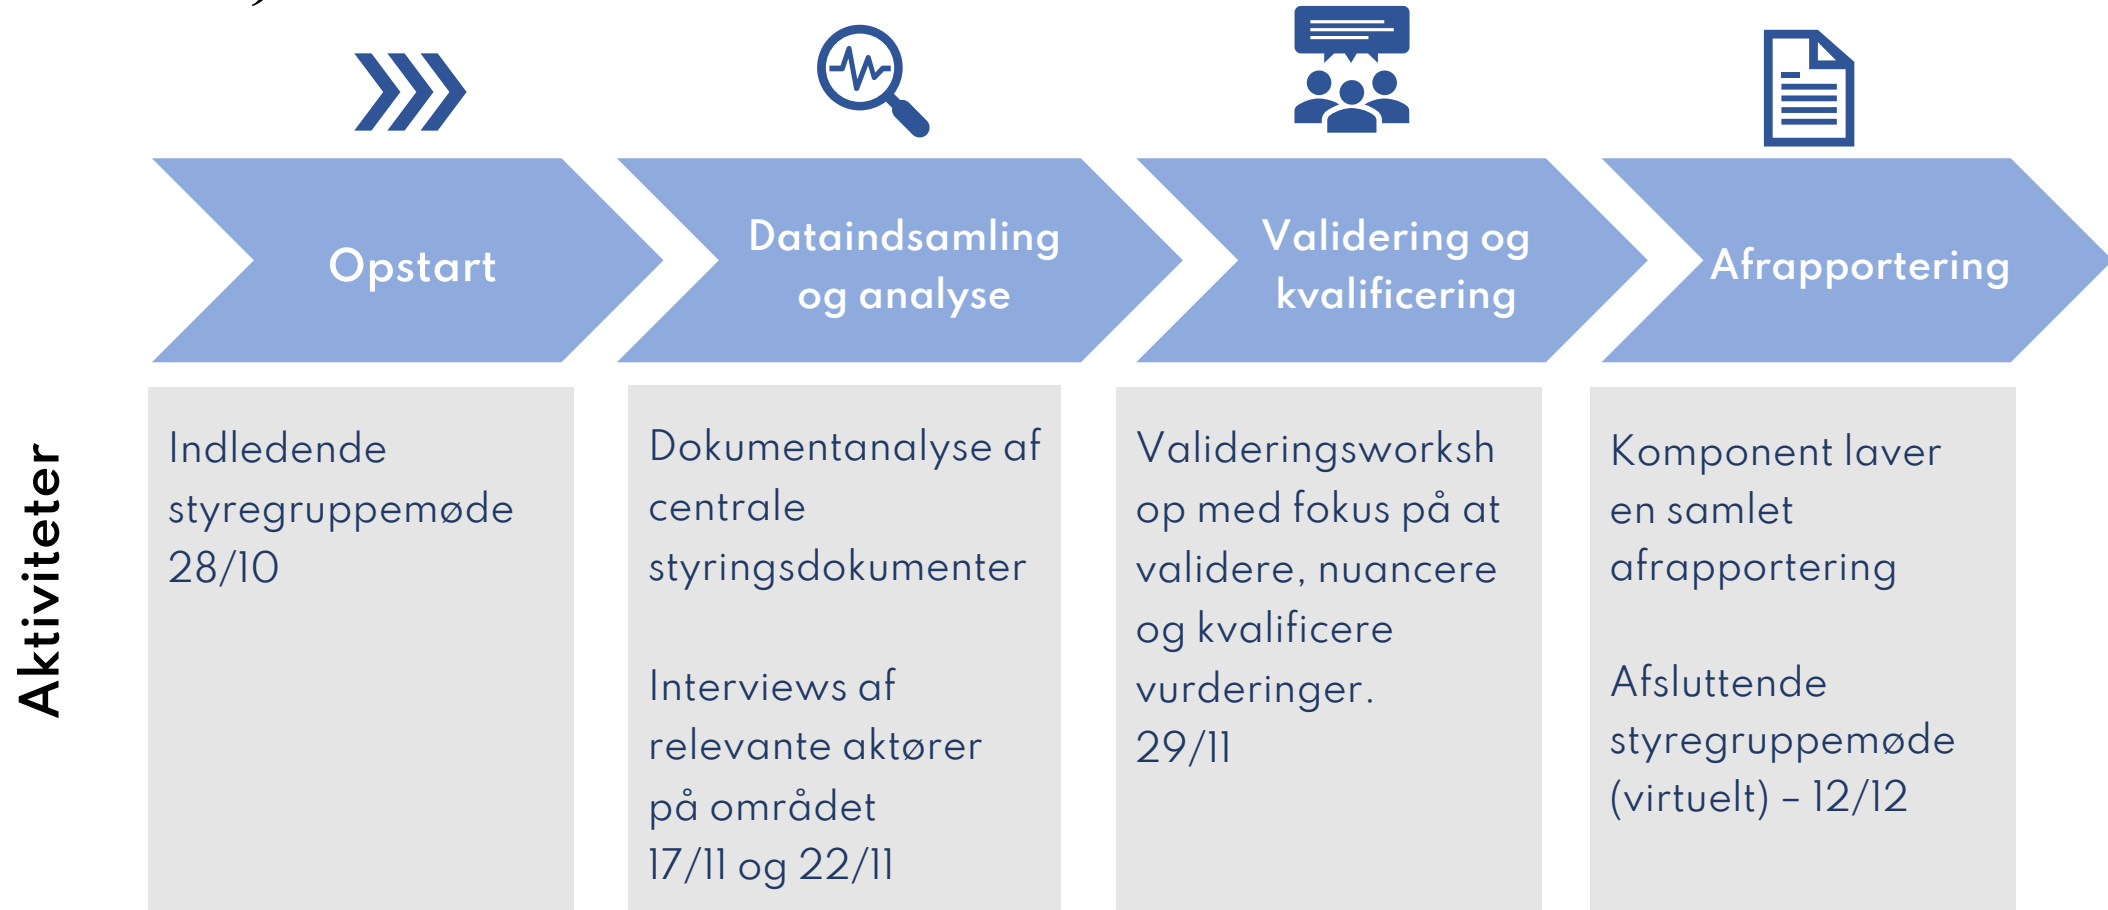 Opstart
Dataindsamling
og analyse
Validering og
kvalificering
Afrapportering
Aktiviteter
Indledende
styregruppemøde
28/10
Dokumentanalyse af
centrale
styringsdokumenter
Interviews af
relevante aktører
på området
17/11 og 22/11
Valideringsworksh
op med fokus på at
validere, nuancere
og kvalificere
vurderinger.
29/11
Komponent laver
en samlet
afrapportering
Afsluttende
styregruppemøde
(virtuelt) – 12/12